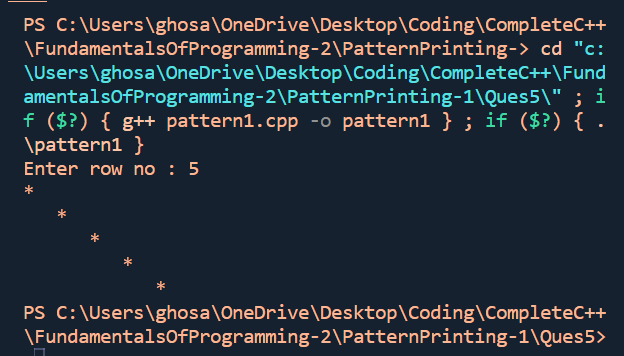 PS C:\Users\ghosa\OneDrive\Desktop\Coding\CompleteC++
\FundamentalsOfProgramming-2\PatternPrinting-> cd "c:
\Users\ghosa\OneDrive\Desktop\Coding\CompleteC++\Fund
amentalsOfProgramming-2\PatternPrinting-1\Ques5\" ; i
f ($?) { g++ pattern1.cpp -o pattern1 } ; if ($?) { .
\pattern1 }
Enter row no : 5
*
    *
        *
            *
                *
PS C:\Users\ghosa\OneDrive\Desktop\Coding\CompleteC++
\FundamentalsOfProgramming-2\PatternPrinting-1\Ques5>